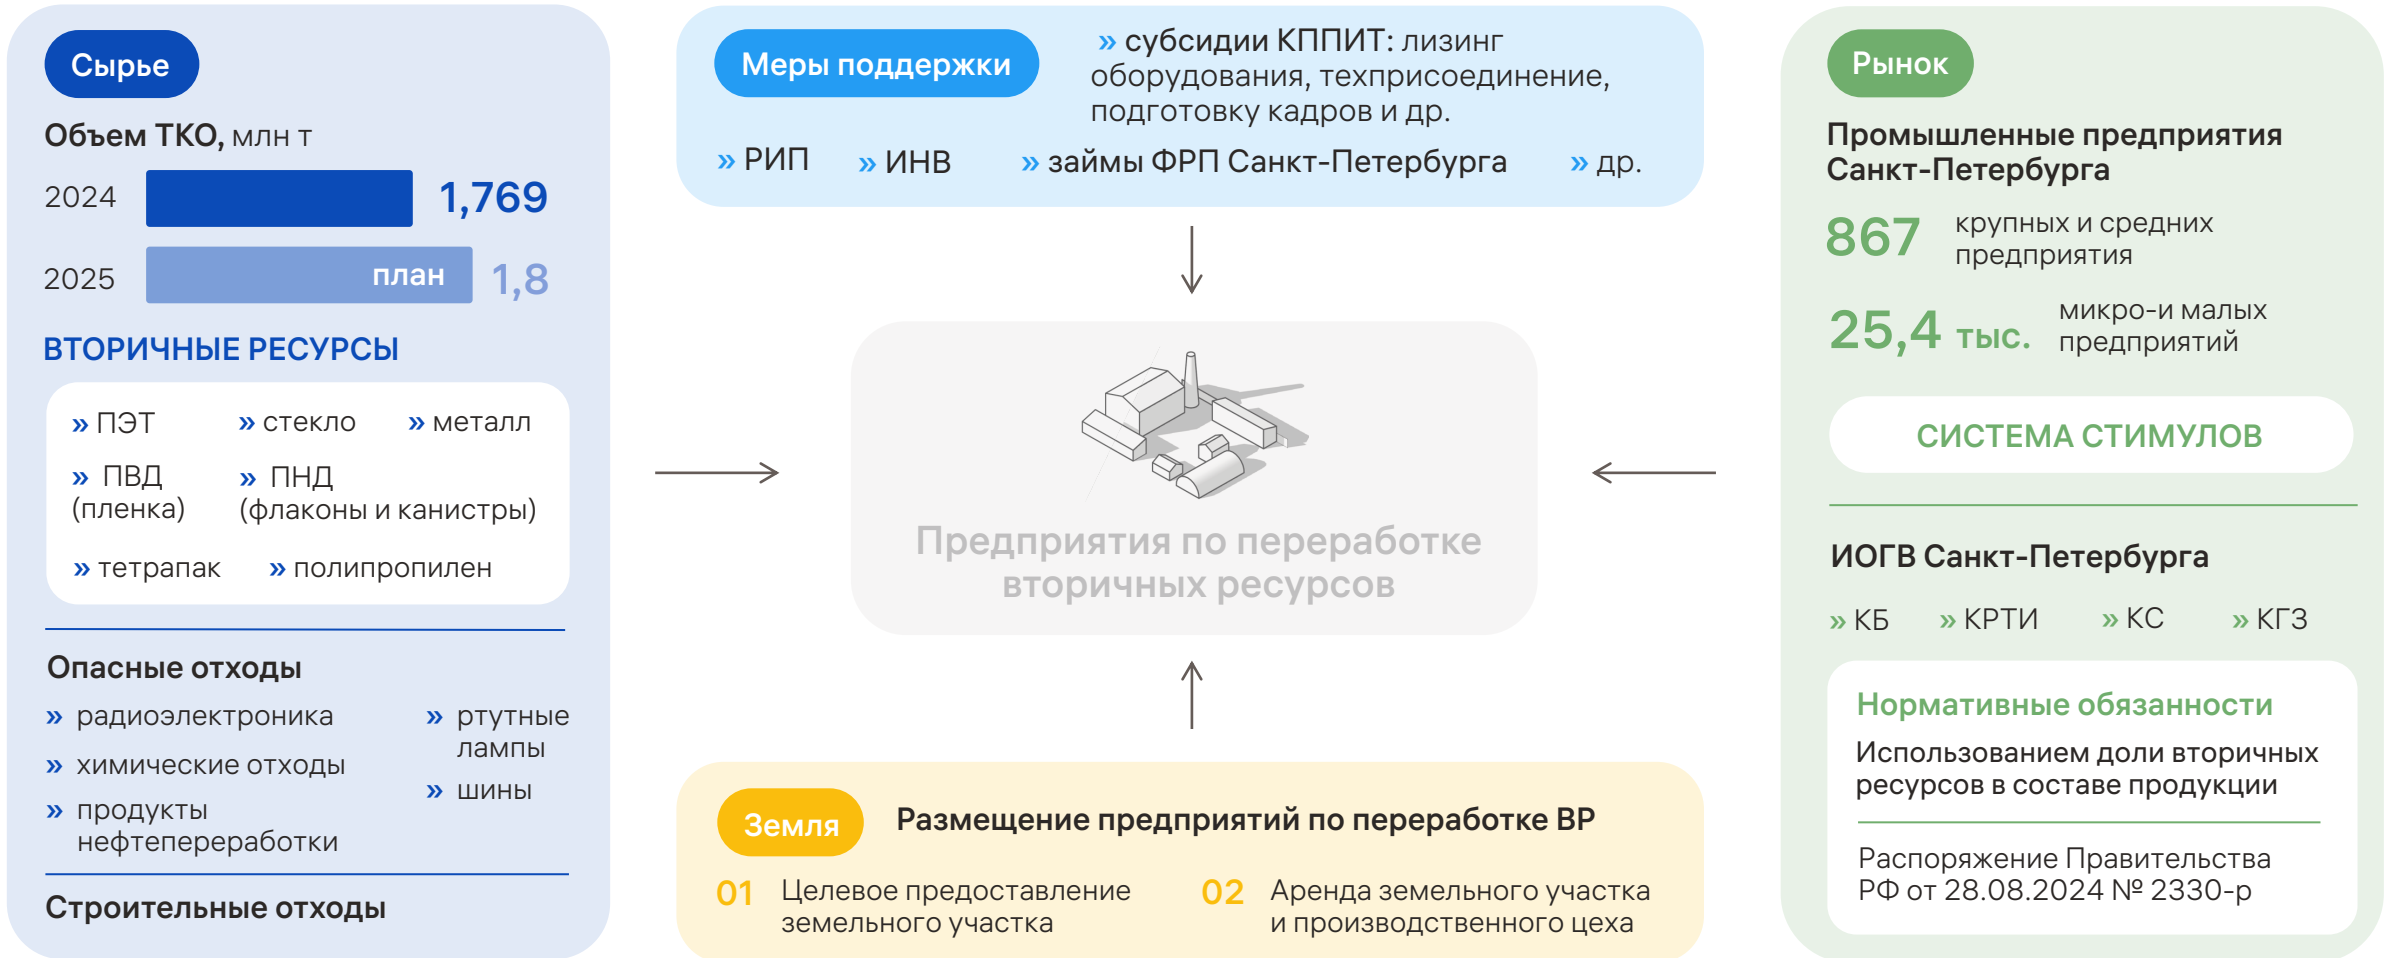 Сырье
Объем ТКО, млн т
2024 1,769
2025 план 1,8
ВТОРИЧНЫЕ РЕСУРСЫ
» ПЭТ » стекло » металл
» ПВД » ПНД
(пленка) (флаконы и канистры)
» тетрапак » полипропилен
Опасные отходы
» радиоэлектроника
» химические отходы
» продукты
нефтепереработки
» ртутные
лампы
» шины
Строительные отходы
Меры поддержки
» субсидии КППИТ: лизинг
оборудования, техприсоединение,
подготовку кадров и др.
» РИП » ИНВ » займы ФРП Санкт-Петербурга » др.
Предприятия по переработке
вторичных ресурсов
Земля
Размещение предприятий по переработке ВР
01 Целевое предоставление
земельного участка
02 Аренда земельного участка
и производственного цеха
Рынок
Промышленные предприятия
Санкт-Петербурга
867 крупных и средних
предприятия
25,4 тыс. микро-и малых
предприятий
СИСТЕМА СТИМУЛОВ
ИОГВ Санкт-Петербурга
» КБ » КРТИ » КС » КГЗ
Нормативные обязанности
Использованием доли вторичных
ресурсов в составе продукции
Распоряжение Правительства
РФ от 28.08.2024 № 2330-р